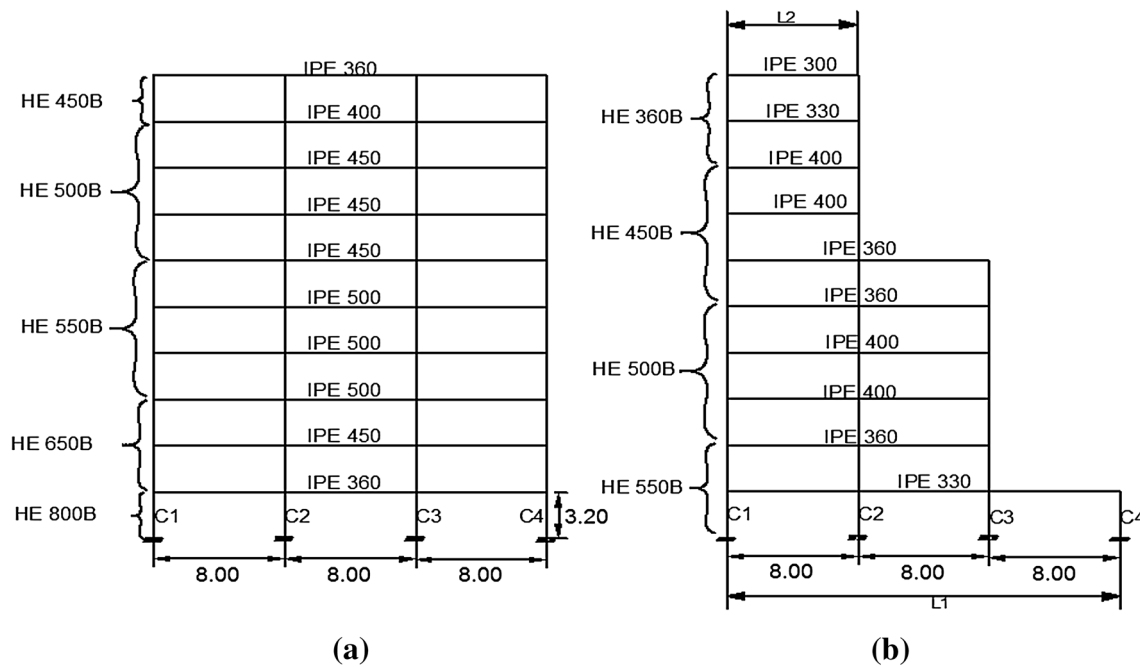 IPE 360
HE 450B
IPE 400
IPE 450
HE 500B
IPE 450
IPE 450
IPE 500
HE 550B
IPE 500
IPE 500
HE 650B
IPE 450
IPE 360
HE 800B
C1
C2
C3
C4
3.20
8.00
8.00
8.00
(a)
L2
IPE 300
HE 360B
IPE 330
IPE 400
IPE 400
HE 450B
IPE 360
IPE 360
IPE 400
HE 500B
IPE 400
IPE 360
HE 550B
IPE 330
C1
C2
C3
C4
8.00
8.00
8.00
L1
(b)